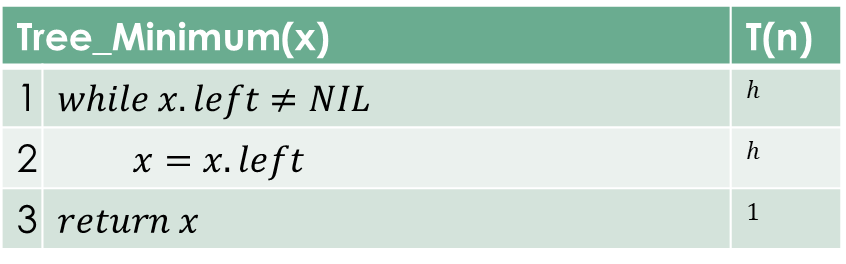 Tree_Minimum(x) T(n)
1 while x.left ≠ NIL h
2 x = x.left h
3 return x 1